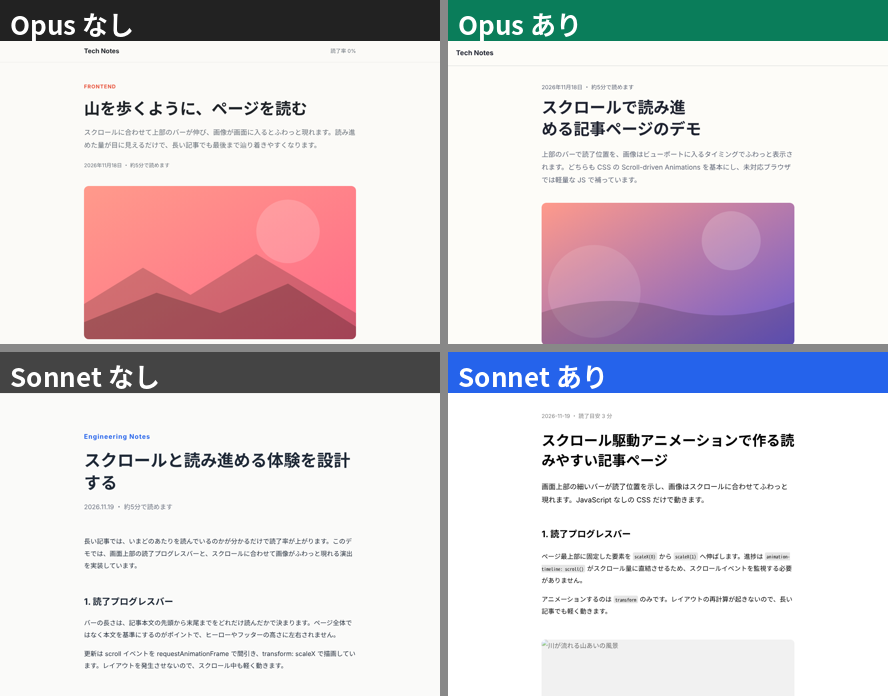 Opus なし
Tech Notes
読了率 0%
FRONTEND
山を歩くように、ページを読む
スクロールに合わせて上部のバーが伸び、画像が画面に入るとふわっと現れます。読み進
めた量が目に見えるだけで、長い記事でも最後まで辿り着きやすくなります。
2026年11月18日 ・ 約5分で読めます
Opus あり
Tech Notes
2026年11月18日 ・ 約5分で読めます
スクロールで読み進
める記事ページのデモ
上部のバーで読了位置を、画像はビューポートに入るタイミングでふわっと表示さ
れます。どちらも CSS の Scroll-driven Animations を基本にし、未対応ブラウザ
では軽量な JS で補っています。
Sonnet なし
Engineering Notes
スクロールと読み進める体験を設計
する
2026.11.19 ・ 約5分で読めます
長い記事では、いまどのあたりを読んでいるのかが分かるだけで読了率が上がります。このデ
モでは、画面上部の読了プログレスバーと、スクロールに合わせて画像がふわっと現れる演出
を実装しています。
1. 読了プログレスバー
バーの長さは、記事本文の先頭から末尾までをどれだけ読んだかで決まります。ページ全体で
はなく本文を基準にするのがポイントで、ヒーローやフッターの高さに左右されません。
更新は scroll イベントを requestAnimationFrame で間引き、transform: scaleX で描画してい
ます。レイアウトを発生させないので、スクロール中も軽く動きます。
Sonnet あり
2026-11-19 ・ 読了目安 3 分
スクロール駆動アニメーションで作る読
みやすい記事ページ
画面上部の細いバーが読了位置を示し、画像はスクロールに合わせてふわっと
現れます。JavaScript なしの CSS だけで動きます。
1. 読了プログレスバー
ページ最上部に固定した要素を scaleX(0) から scaleX(1) へ伸ばします。進捗は animation-
timeline: scroll() がスクロール量に直結させるため、スクロールイベントを監視する必要
がありません。
アニメーションするのは transform のみです。レイアウトの再計算が起きないので、長い
記事でも軽く動きます。
川が流れる山あいの風景